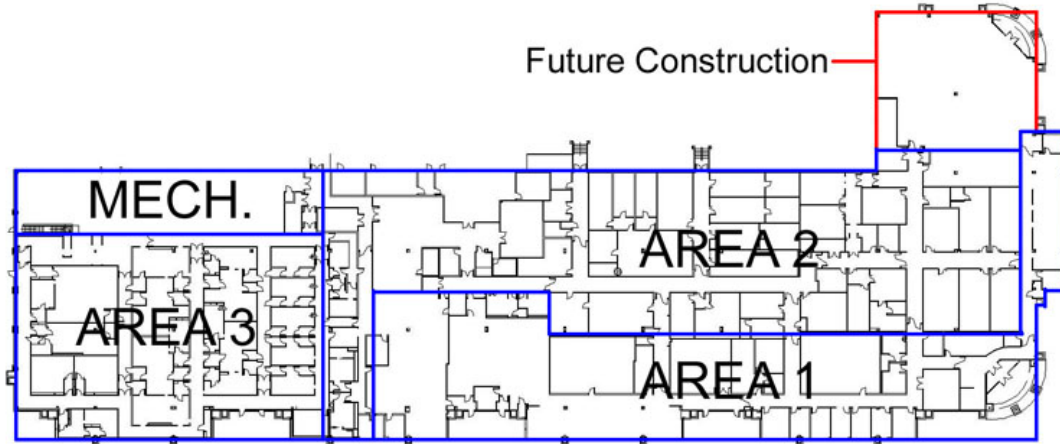 Future Construction
MECH.
AREA 2
AREA 3
AREA 1